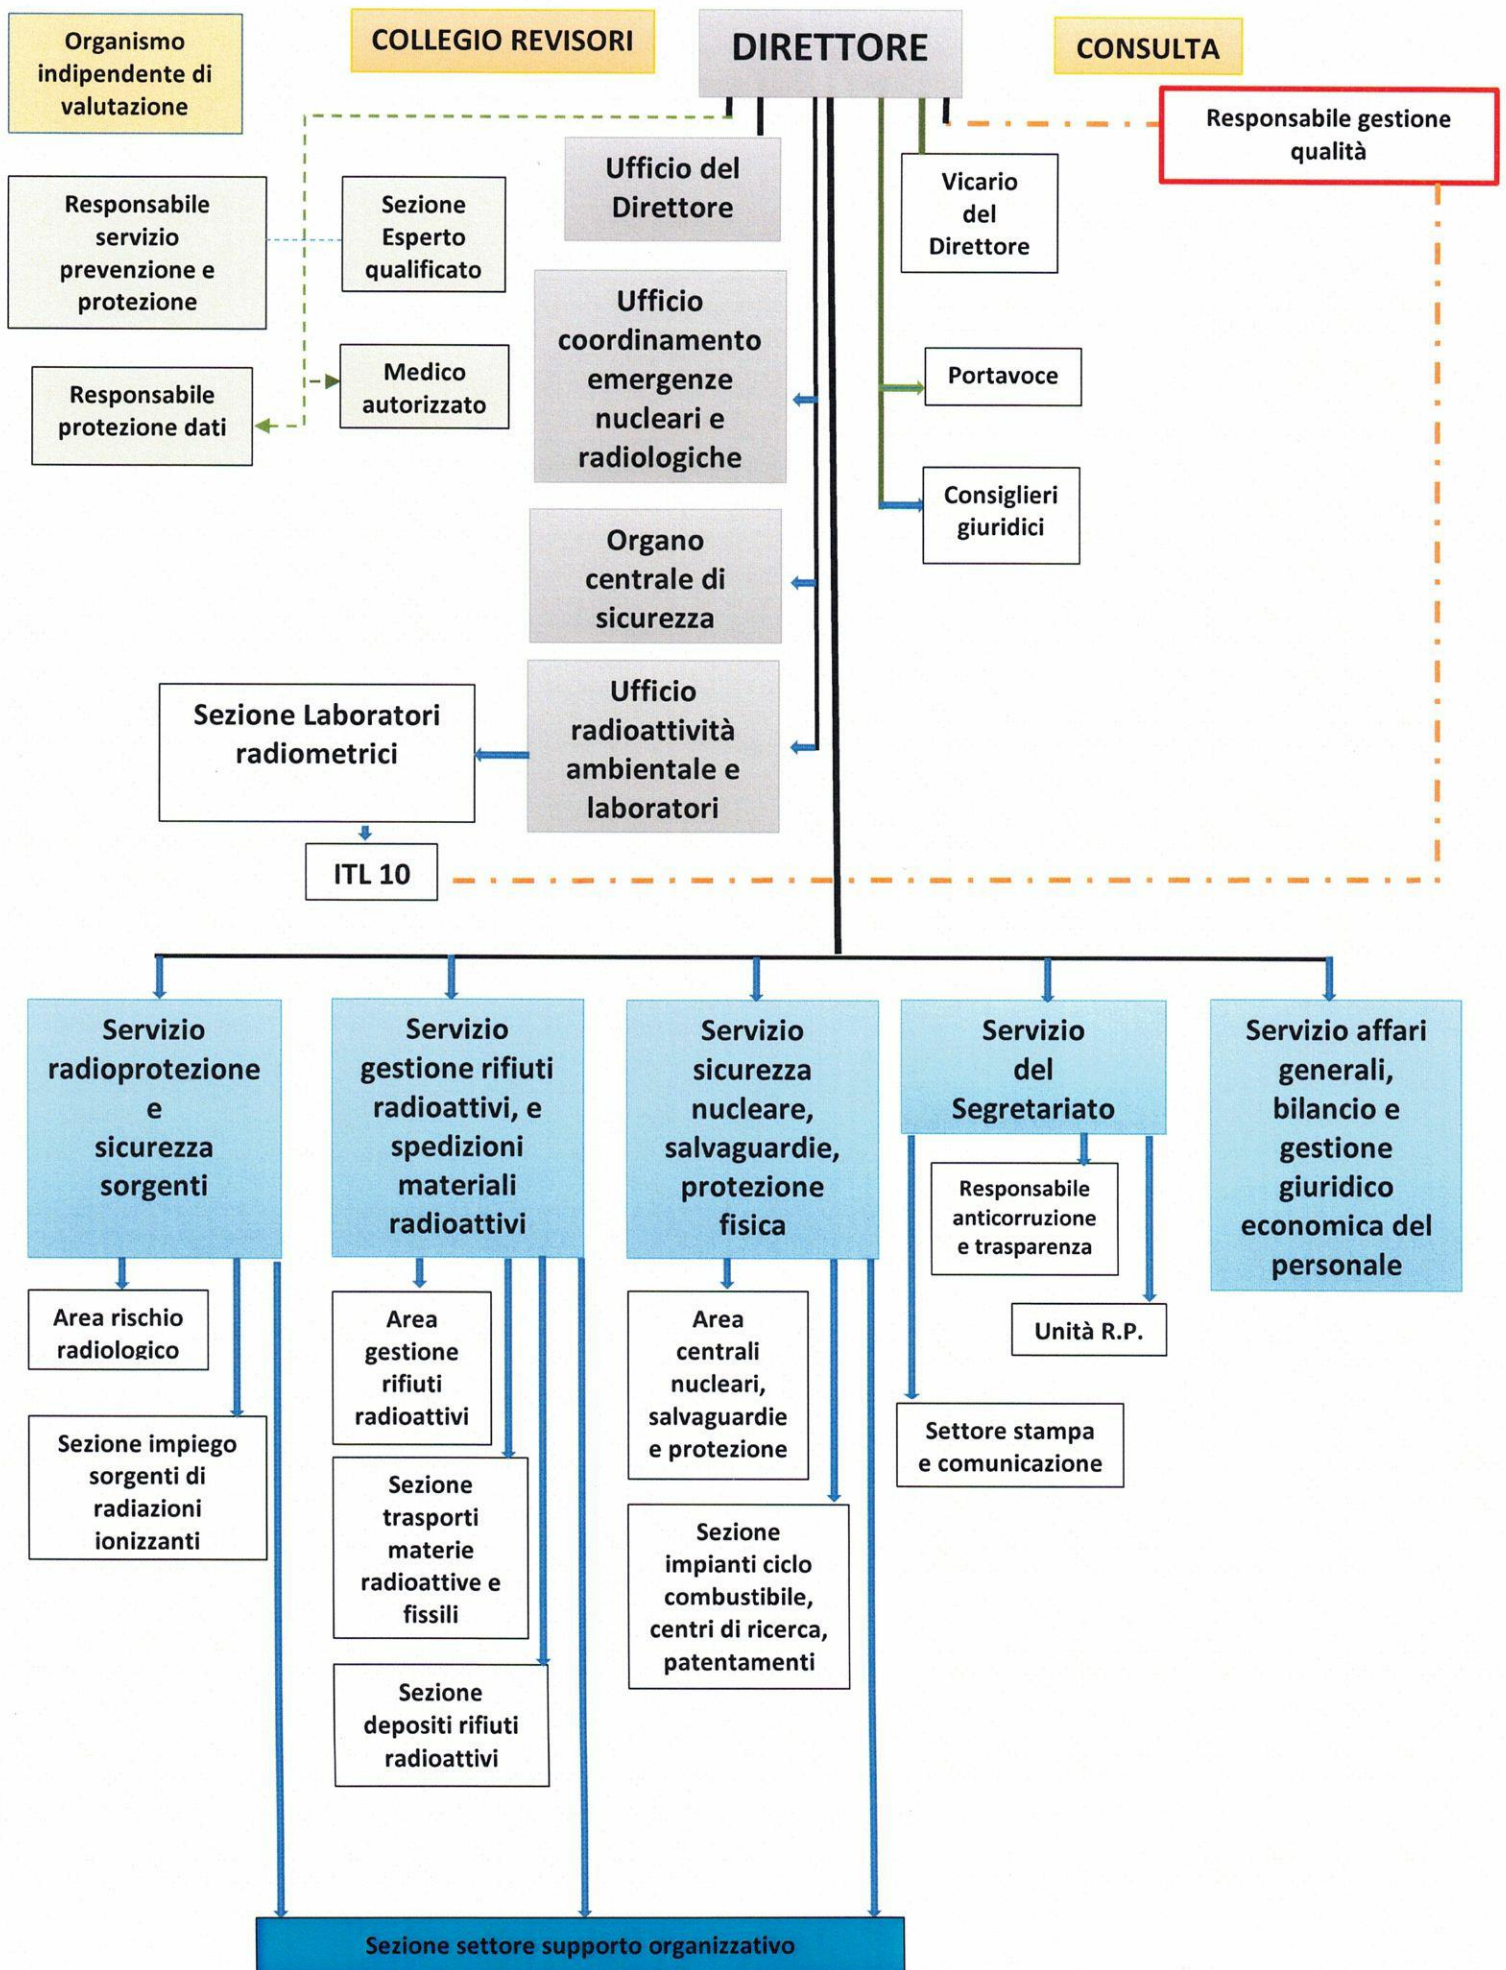 Organismo
indipendente di
valutazione
COLLEGIO REVISORI
DIRETTORE
CONSULTA
Responsabile gestione
qualità
Ufficio del
Direttore
Vicario
del
Direttore
Responsabile
servizio
prevenzione e
protezione
Sezione
Esperto
qualificato
Ufficio
coordinamento
emergenze
nucleari e
radiologiche
Medico
autorizzato
Responsabile
protezione dati
Portavoce
Consiglieri
giuridici
Organo
centrale di
sicurezza
Ufficio
radioattività
ambientale e
laboratori
Sezione Laboratori
radiometrici
ITL 10
Servizio
radioprotezione
e
sicurezza
sorgenti
Servizio
gestione rifiuti
radioattivi, e
spedizioni
materiali
radioattivi
Servizio
sicurezza
nucleare,
salvaguardie,
protezione
fisica
Servizio
del
Segretariato
Servizio affari
generali,
bilancio e
gestione
giuridico
economica del
personale
Area rischio
radiologico
Sezione impiego
sorgenti di
radiazioni
ionizzanti
Area
gestione
rifiuti
radioattivi
Sezione
trasporti
materie
radioattive e
fissili
Sezione
depositi rifiuti
radioattivi
Area
centrali
nucleari,
salvaguardie
e protezione
Sezione
impianti ciclo
combustibile,
centri di ricerca,
patentamenti
Responsabile
anticorruzione
e trasparenza
Unità R.P.
Settore stampa
e comunicazione
Sezione settore supporto organizzativo